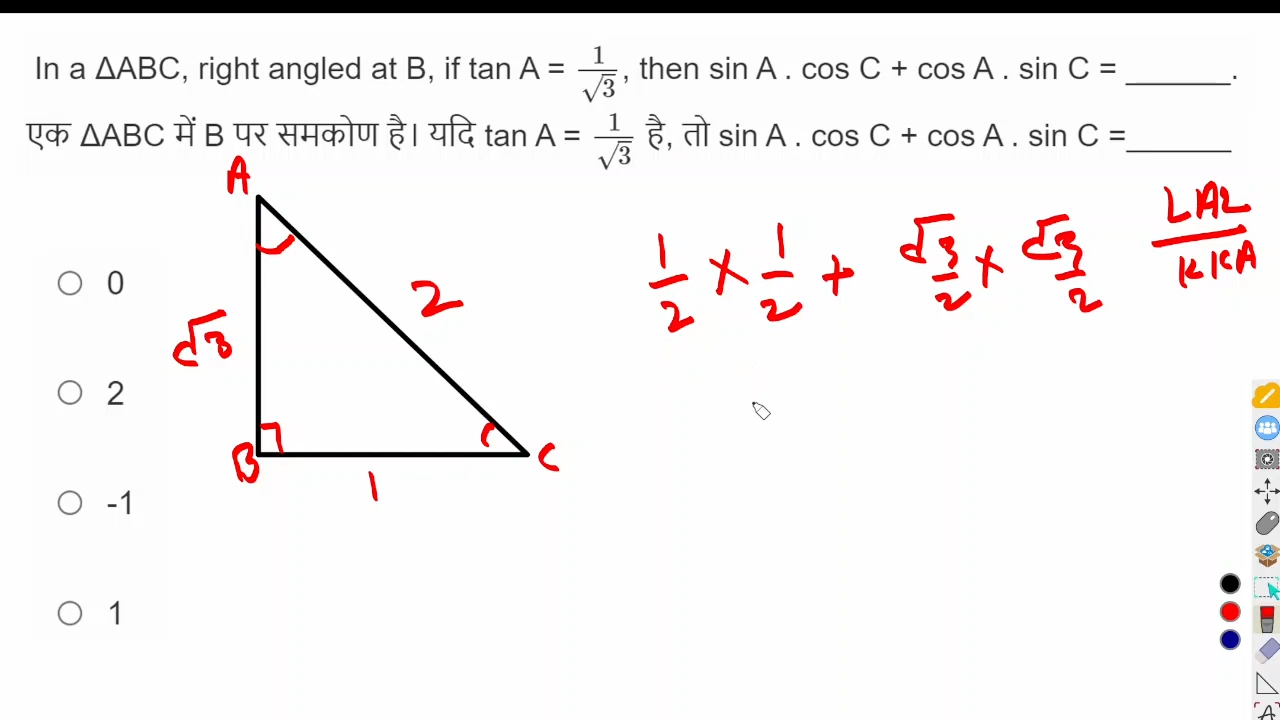 In a ΔABC, right angled at B, if tan A = 1/√3, then sin A . cos C + cos A . sin C = ______.
एक ΔABC में B पर समकोण है। यदि tan A = 1/√3 है, तो sin A . cos C + cos A . sin C =______
A
LAL/KKA
1/2 × 1/2 + √3/2 × √3/2
0
2
√3
2
B
C
1
-1
1